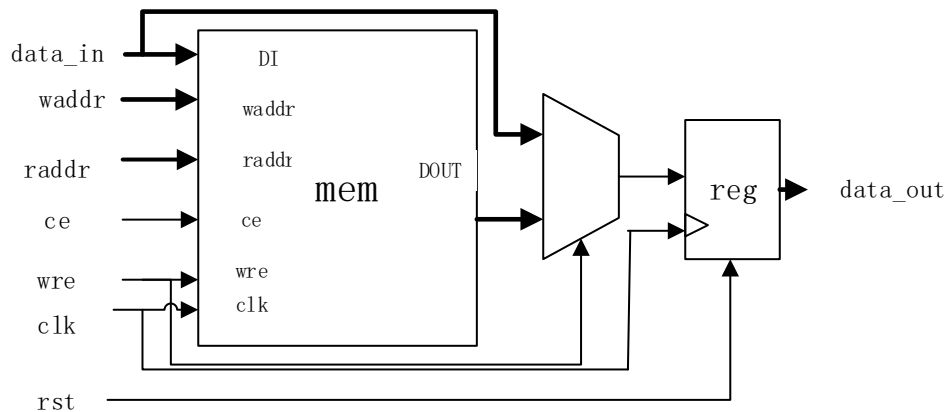 data_in
waddr
raddr
ce
wre
clk
rst
DI
waddr
raddr
ce
wre
clk
mem
DOUT
reg
data_out